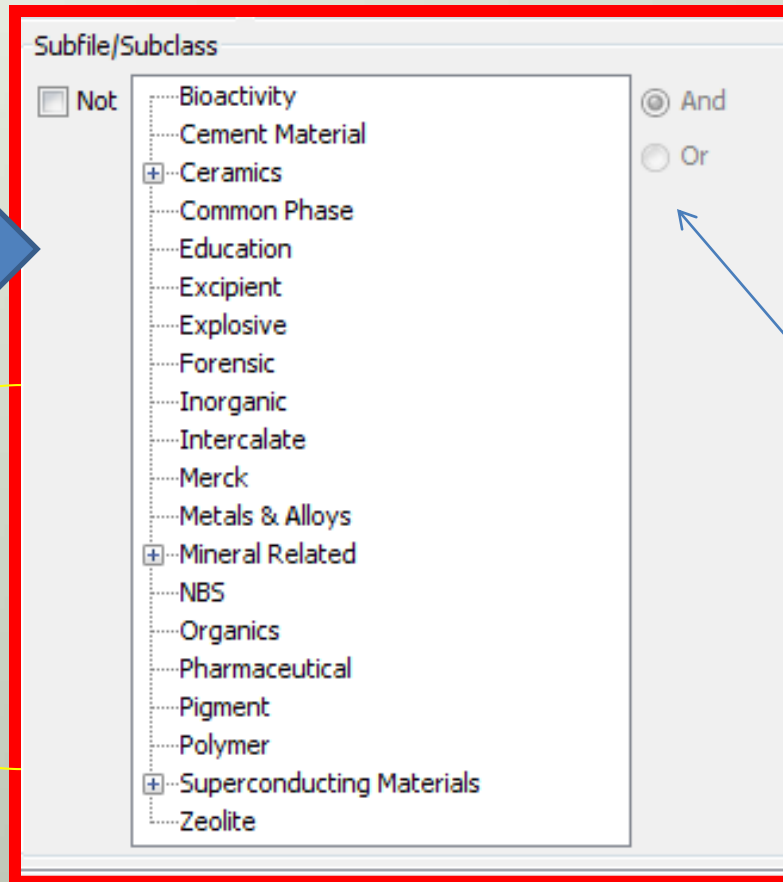 Subfile/Subclass
Not
Bioactivity
And
Cement Material
Or
Ceramics
Common Phase
Education
Excipient
Explosive
Forensic
Inorganic
Intercalate
Merck
Metals & Alloys
Mineral Related
NBS
Organics
Pharmaceutical
Pigment
Polymer
Superconducting Materials
Zeolite